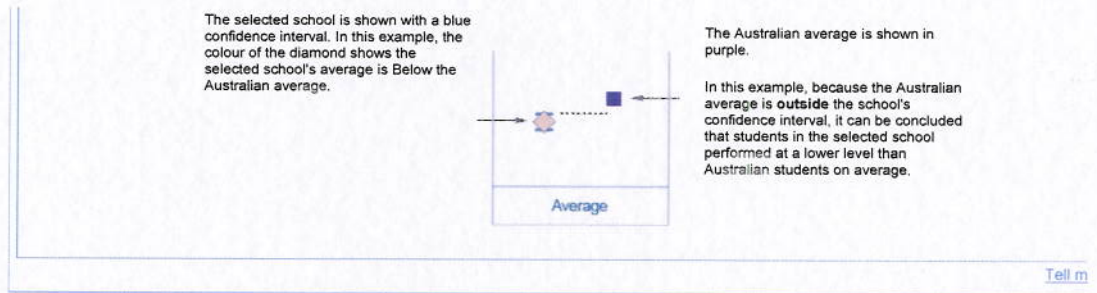 The selected school is shown with a blue
confidence interval. In this example, the
colour of the diamond shows the
selected school's average is Below the
Australian average.
The Australian average is shown in
purple.
In this example, because the Australian
average is outside the school's
confidence interval, it can be concluded
that students in the selected school
performed at a lower level than
Australian students on average.
Average
Tell m